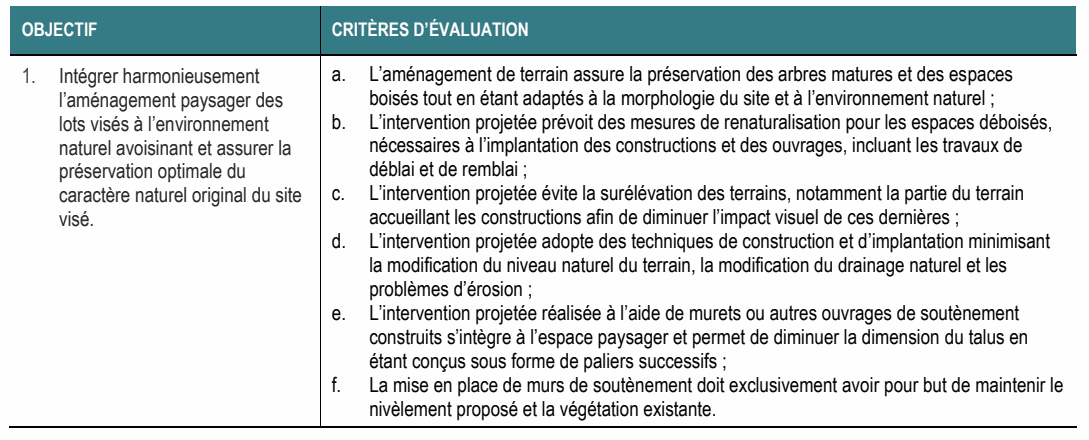 OBJECTIF
CRITÈRES D’ÉVALUATION
1. Intégrer harmonieusement
l’aménagement paysager des
lots visés à l’environnement
naturel avoisinant et assurer la
préservation optimale du
caractère naturel original du site
visé.
a. L’aménagement de terrain assure la préservation des arbres matures et des espaces
boisés tout en étant adaptés à la morphologie du site et à l’environnement naturel ;
b. L’intervention projetée prévoit des mesures de renaturalisation pour les espaces déboisés,
nécessaires à l’implantation des constructions et des ouvrages, incluant les travaux de
déblai et de remblai ;
c. L’intervention projetée évite la surélévation des terrains, notamment la partie du terrain
accueillant les constructions afin de diminuer l’impact visuel de ces dernières ;
d. L’intervention projetée adopte des techniques de construction et d’implantation minimisant
la modification du niveau naturel du terrain, la modification du drainage naturel et les
problèmes d’érosion ;
e. L’intervention projetée réalisée à l’aide de murets ou autres ouvrages de soutènement
construits s’intègre à l’espace paysager et permet de diminuer la dimension du talus en
étant conçus sous forme de paliers successifs ;
f. La mise en place de murs de soutènement doit exclusivement avoir pour but de maintenir le
nivèlement proposé et la végétation existante.